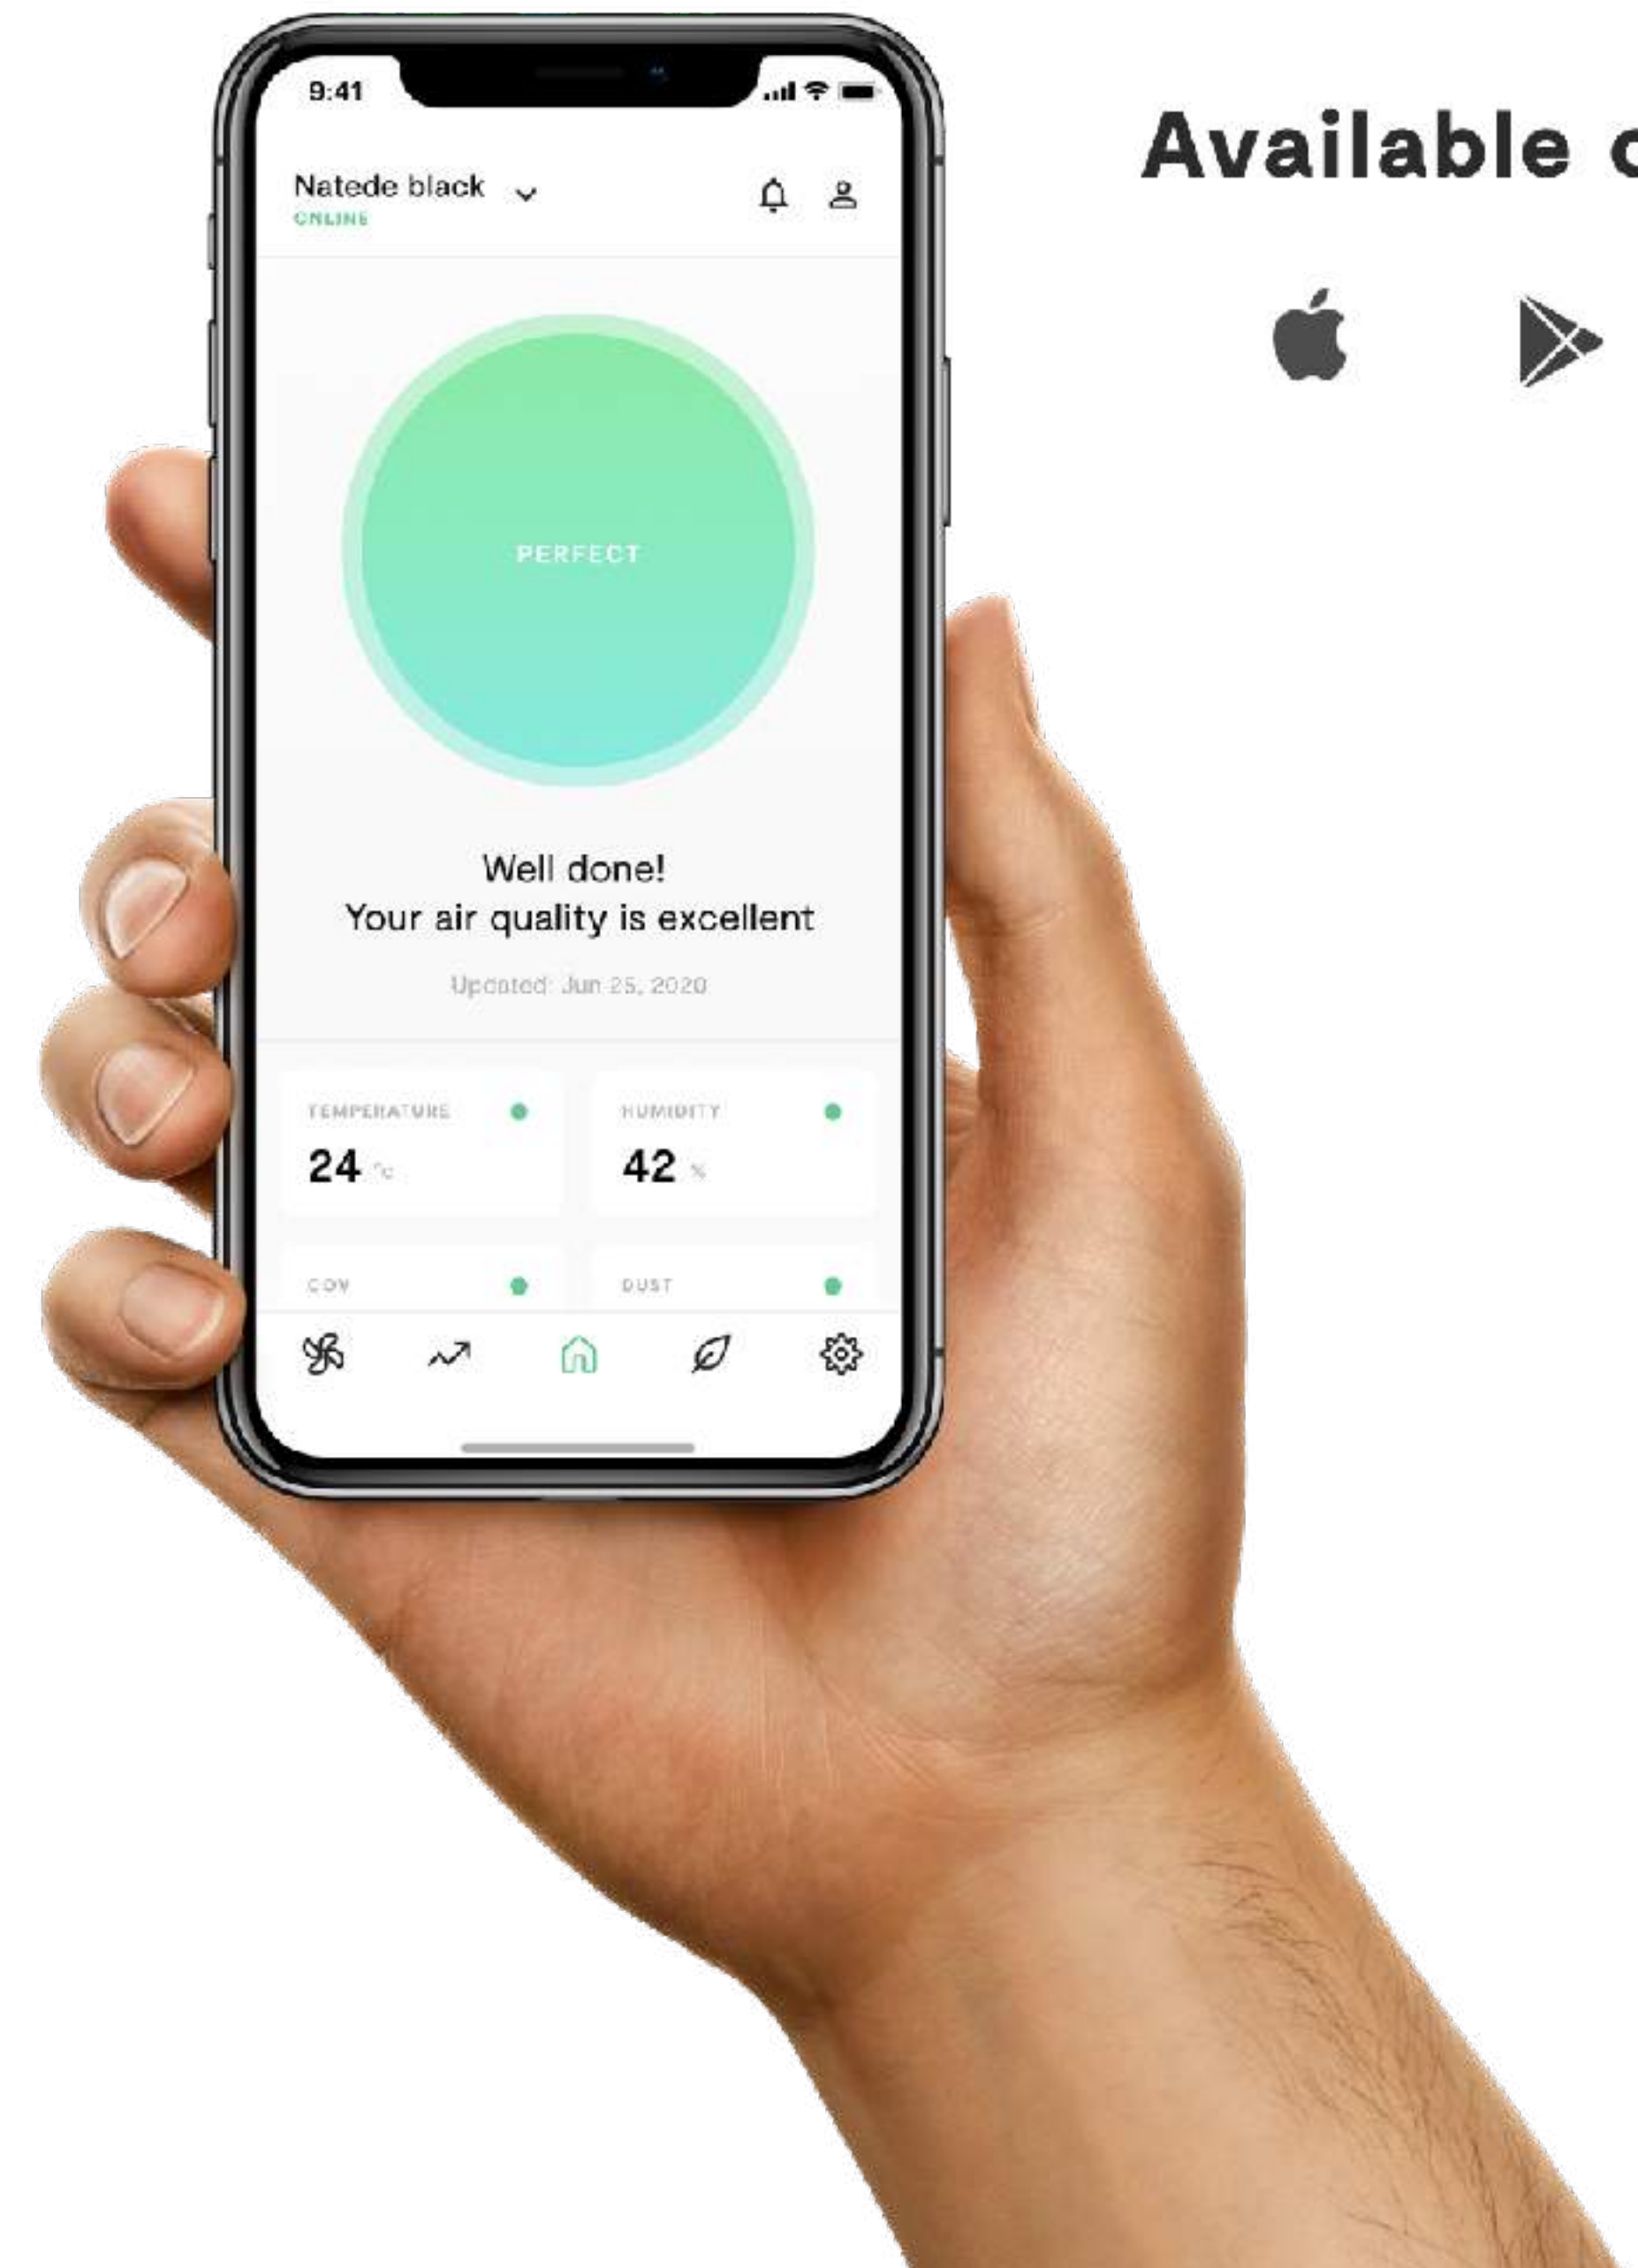 9:41
Natede black
ONLINE
PERFECT
Well done!
Your air quality is excellent
Updated: Jun 25, 2020
TEMPERATURE
24 °c
HUMIDITY
42 %
COV
DUST
Available